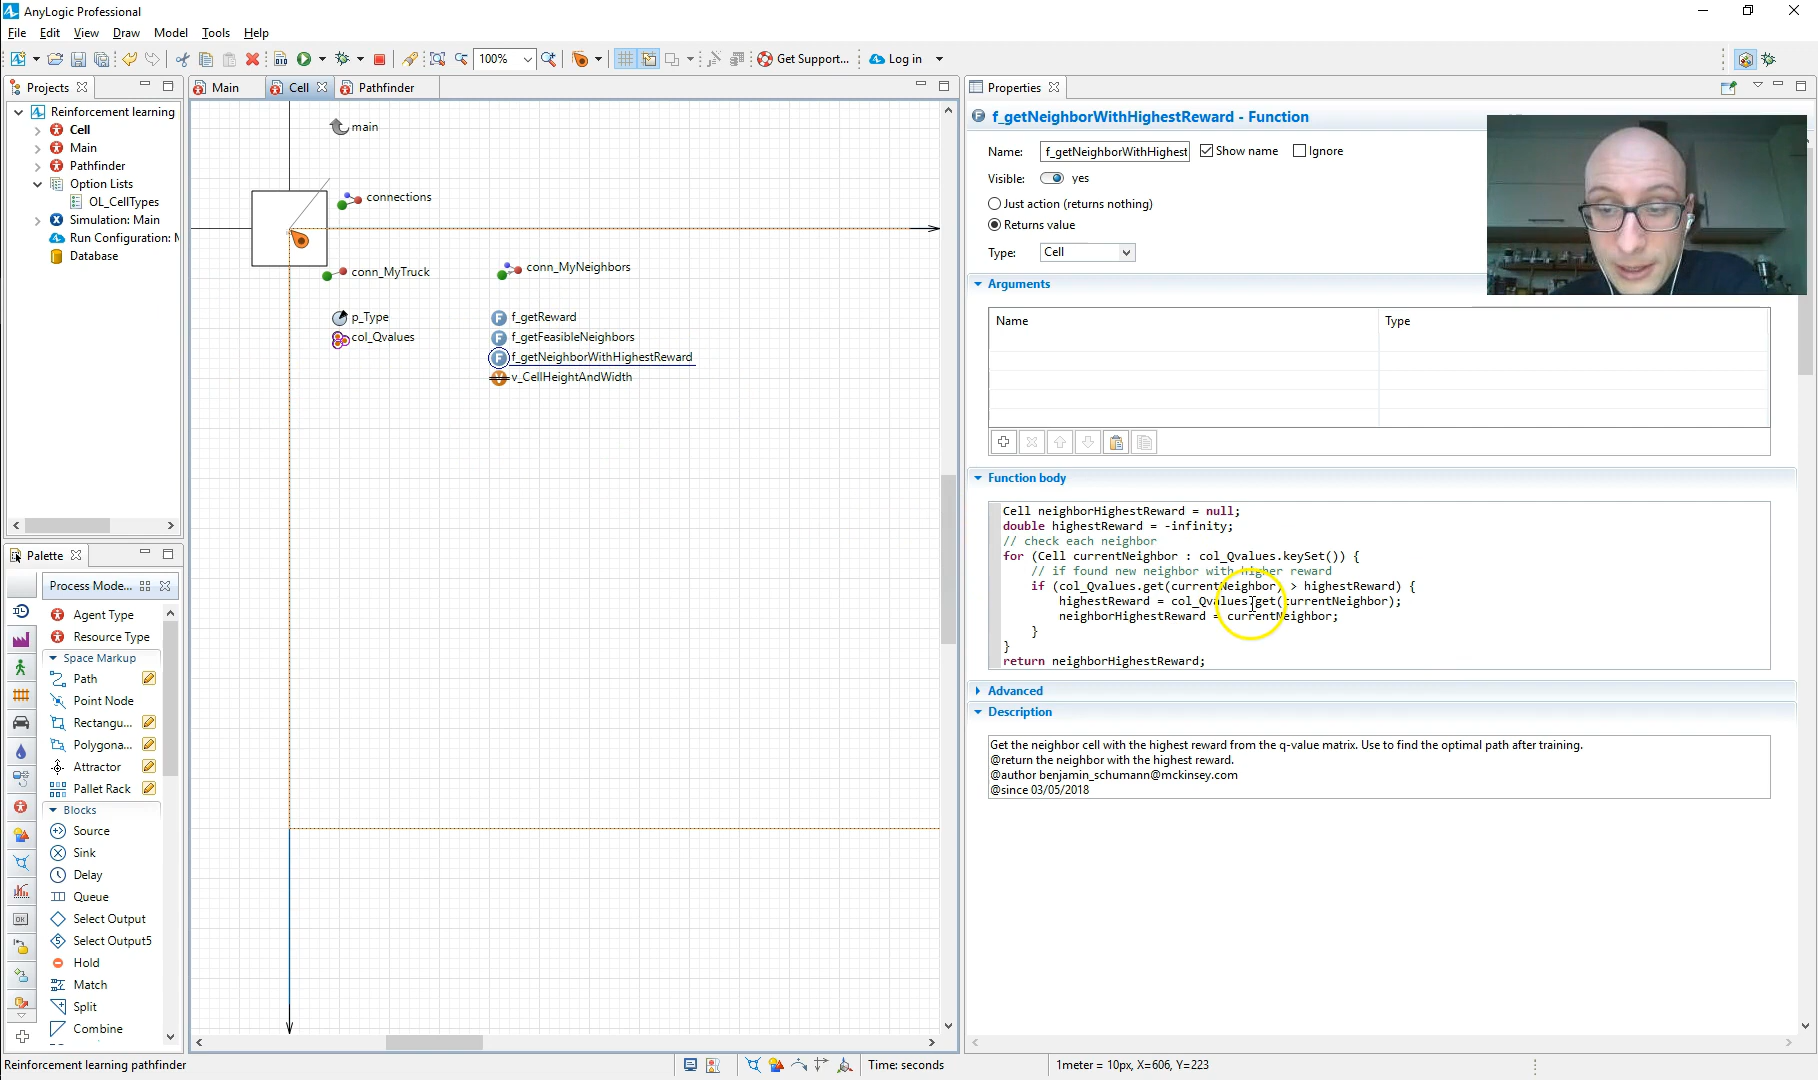 AnyLogic Professional
File Edit View Draw Model Tools Help
100% Get Support... Log in
Projects
Reinforcement learning
Cell
Main
Pathfinder
Option Lists
OL_CellTypes
Simulation: Main
Run Configuration:
Database
Palette
Process Mode...
Agent Type
Resource Type
Space Markup
Path
Point Node
Rectangu...
Polygona...
Attractor
Pallet Rack
Blocks
Source
Sink
Delay
Queue
Select Output
Select Output5
Hold
Match
Split
Combine
Main Cell Pathfinder
main
connections
conn_MyTruck conn_MyNeighbors
p_Type
col_Qvalues
F f_getReward
F f_getFeasibleNeighbors
F f_getNeighborWithHighestReward
V v_CellHeightAndWidth
Properties
F f_getNeighborWithHighestReward - Function
Name: f_getNeighborWithHighest Show name Ignore
Visible: yes
Just action (returns nothing)
Returns value
Type: Cell
Arguments
Name Type
Function body
Cell neighborHighestReward = null;
double highestReward = -infinity;
// check each neighbor
for (Cell currentNeighbor : col_Qvalues.keySet()) {
// if found new neighbor with higher reward
if (col_Qvalues.get(currentNeighbor) > highestReward) {
highestReward = col_Qvalues.get(currentNeighbor);
neighborHighestReward = currentNeighbor;
}
}
return neighborHighestReward;
Advanced
Description
Get the neighbor cell with the highest reward from the q-value matrix. Use to find the optimal path after training.
@return the neighbor with the highest reward.
@author benjamin_schumann@mckinsey.com
@since 03/05/2018
Reinforcement learning pathfinder Time: seconds 1meter = 10px, X=606, Y=223